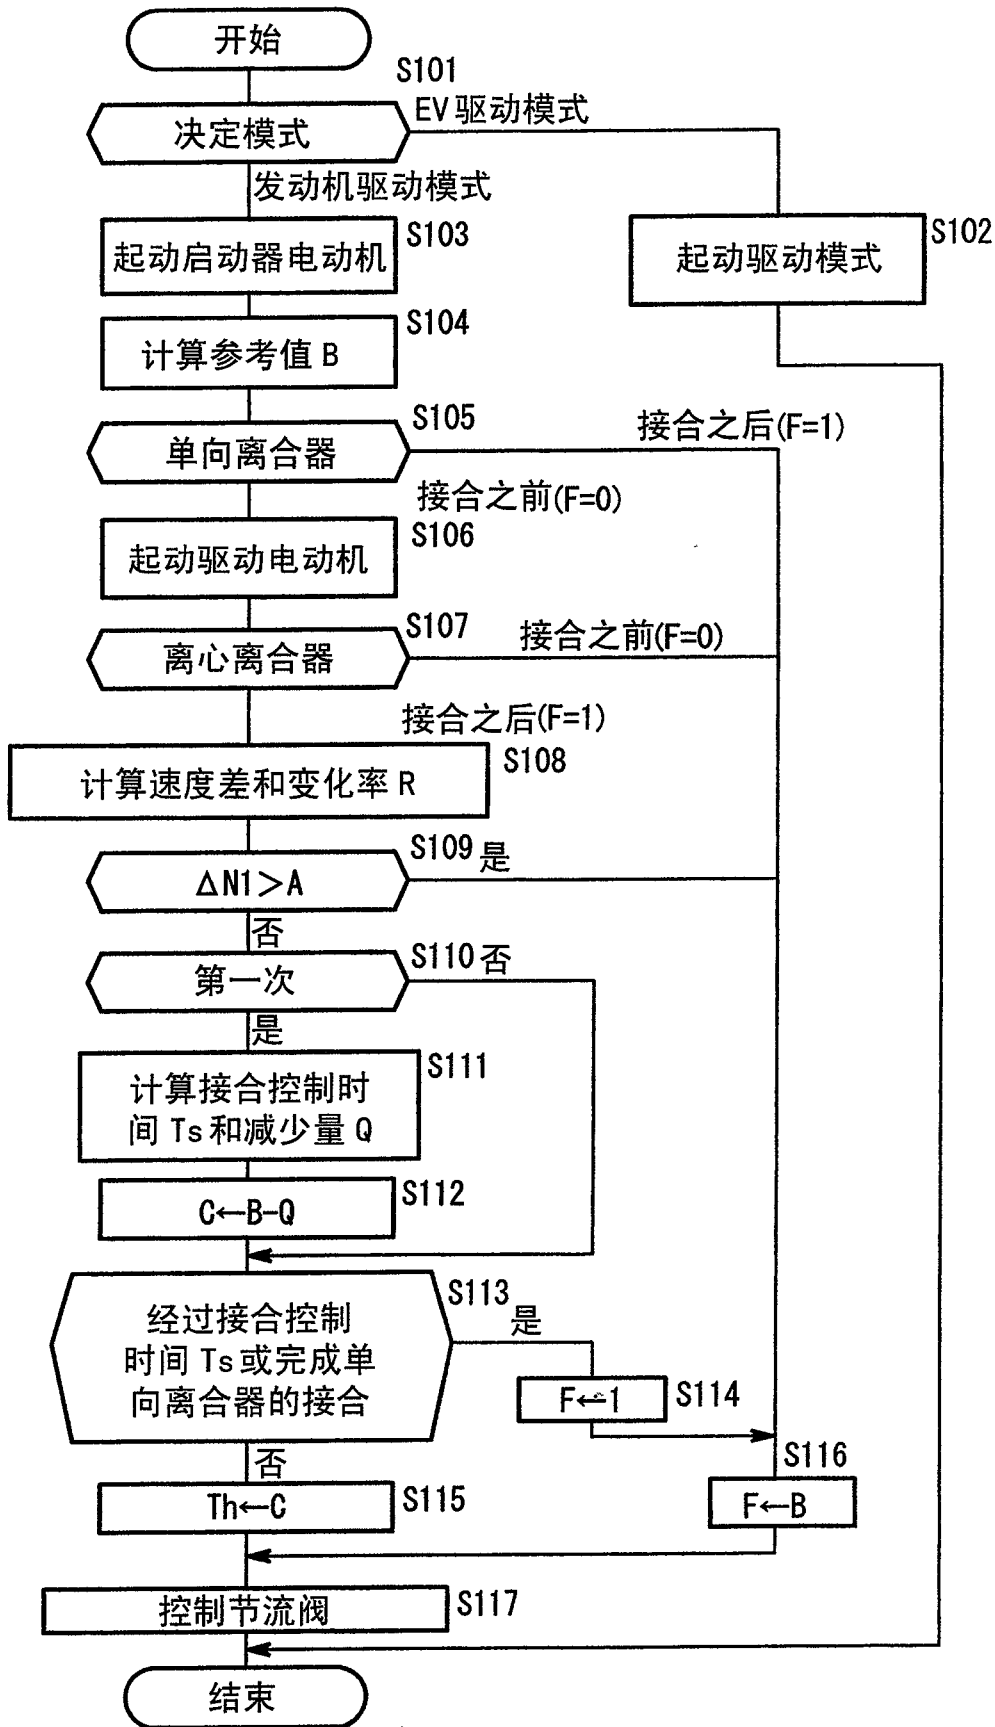 开始
S101
EV驱动模式
决定模式
发动机驱动模式
S103
起动启动器电动机
S102
起动驱动模式
S104
计算参考值 B
S105
接合之后(F=1)
单向离合器
接合之前(F=0)
S106
起动驱动电动机
S107
接合之前(F=0)
离心离合器
接合之后(F=1)
S108
计算速度差和变化率 R
S109 是
ΔN1>A
否
S110 否
第一次
是
S111
计算接合控制时
间 Ts 和减少量 Q
S112
C←B-Q
S113
是
经过接合控制
时间 Ts 或完成单
向离合器的接合
S114
F←1
否
S116
Th←C
S115
F←B
控制节流阀
S117
结束